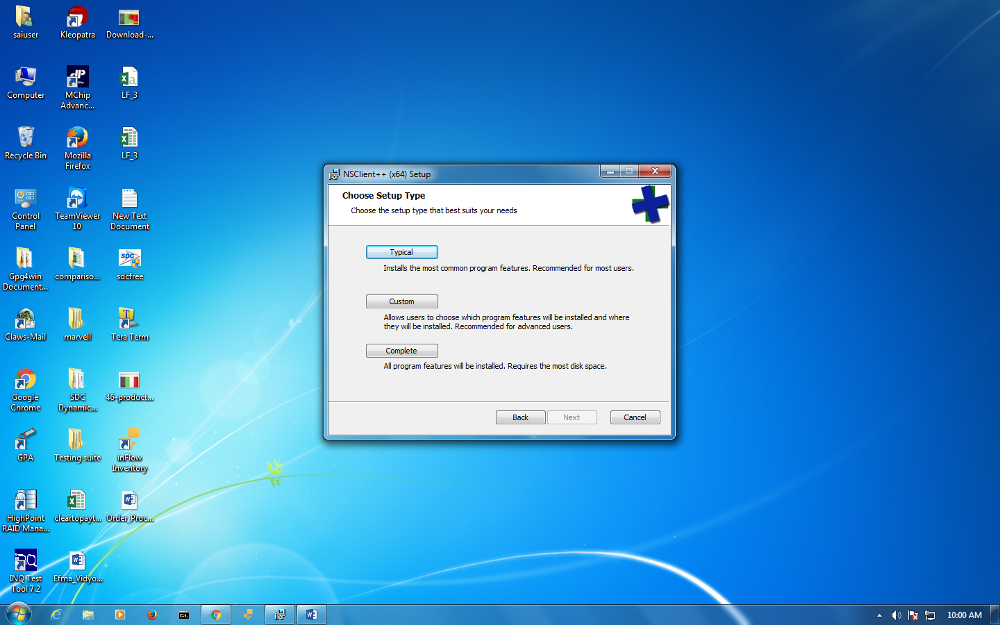 saiuser
Kleopatra
Download-...
Computer
MChip
Advanc...
LF_3
Recycle Bin
Mozilla
Firefox
LF_3
Control
Panel
TeamViewer
10
New Text
Document
Gpg4win
Document...
compariso...
SDC
sdcfree
Claws-Mail
marvell
Tera Term
Google
Chrome
SDC
Dynamic...
46-product...
GPA
Testing suite
inFlow
Inventory
HighPoint
RAID Mana...
cleartopayt...
Order_Proc...
INQ Test
Tool 7.2
Efma_Vidyo...
NSClient++ (x64) Setup
Choose Setup Type
Choose the setup type that best suits your needs
Typical
Installs the most common program features. Recommended for most users.
Custom
Allows users to choose which program features will be installed and where
they will be installed. Recommended for advanced users.
Complete
All program features will be installed. Requires the most disk space.
Back
Next
Cancel
10:00 AM